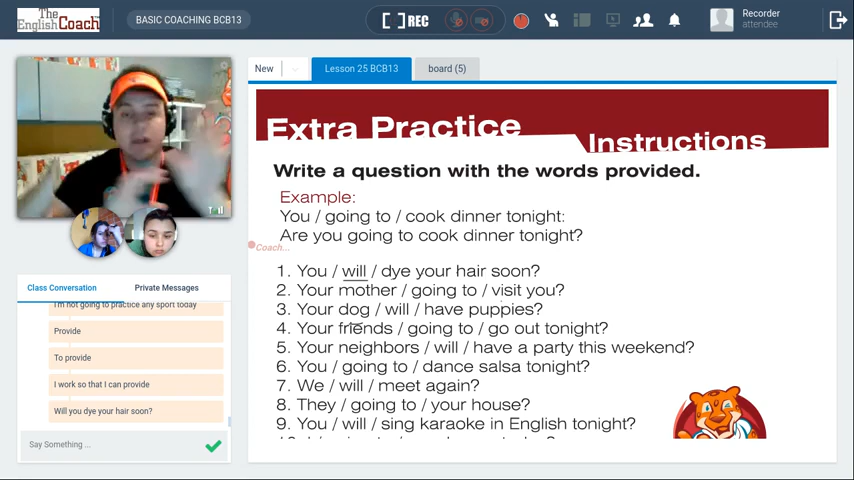 The
EnglishCoach
BASIC COACHING BCB13
[ ] REC
Recorder
attendee
New
Lesson 25 BCB13
board (5)
Extra Practice
Instructions
Write a question with the words provided.
Example:
You / going to / cook dinner tonight:
Are you going to cook dinner tonight?
Coach...
1. You / will / dye your hair soon?
2. Your mother / going to / visit you?
3. Your dog / will / have puppies?
4. Your friends / going to / go out tonight?
5. Your neighbors / will / have a party this weekend?
6. You / going to / dance salsa tonight?
7. We / will / meet again?
8. They / going to / your house?
9. You / will / sing karaoke in English tonight?
Class Conversation
Private Messages
I'm not going to practice any sport today
Provide
To provide
I work so that I can provide
Will you dye your hair soon?
Say Something ...